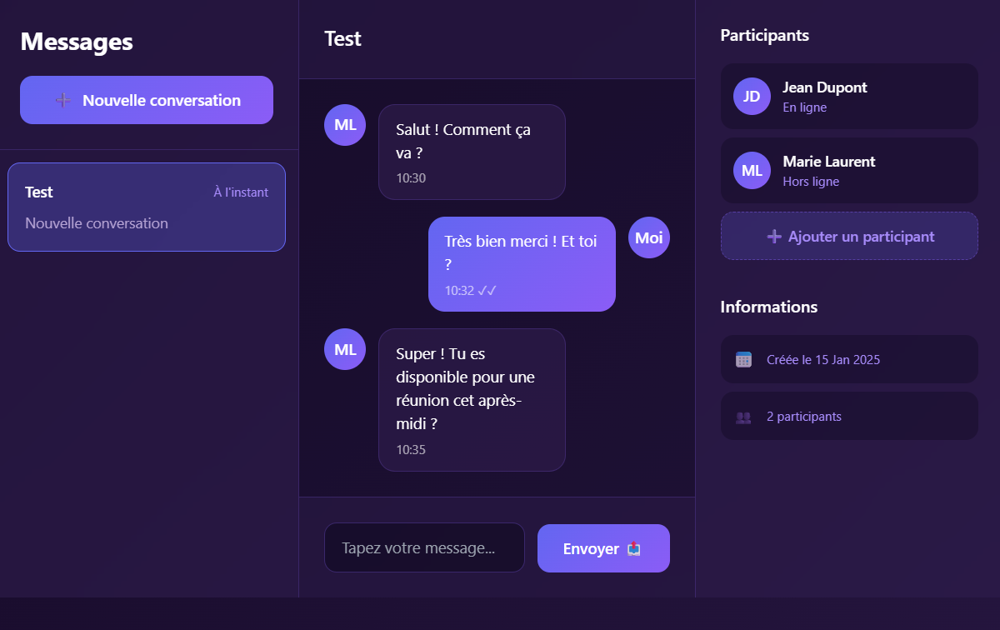 Messages
➕ Nouvelle conversation
Test
À l'instant
Nouvelle conversation
Test
ML
Salut ! Comment ça
va ?
10:30
Très bien merci ! Et toi
?
10:32 ✓✓
Moi
ML
Super ! Tu es
disponible pour une
réunion cet après-
midi ?
10:35
Tapez votre message...
Envoyer 📤
Participants
JD
Jean Dupont
En ligne
ML
Marie Laurent
Hors ligne
➕ Ajouter un participant
Informations
Créée le 15 Jan 2025
2 participants